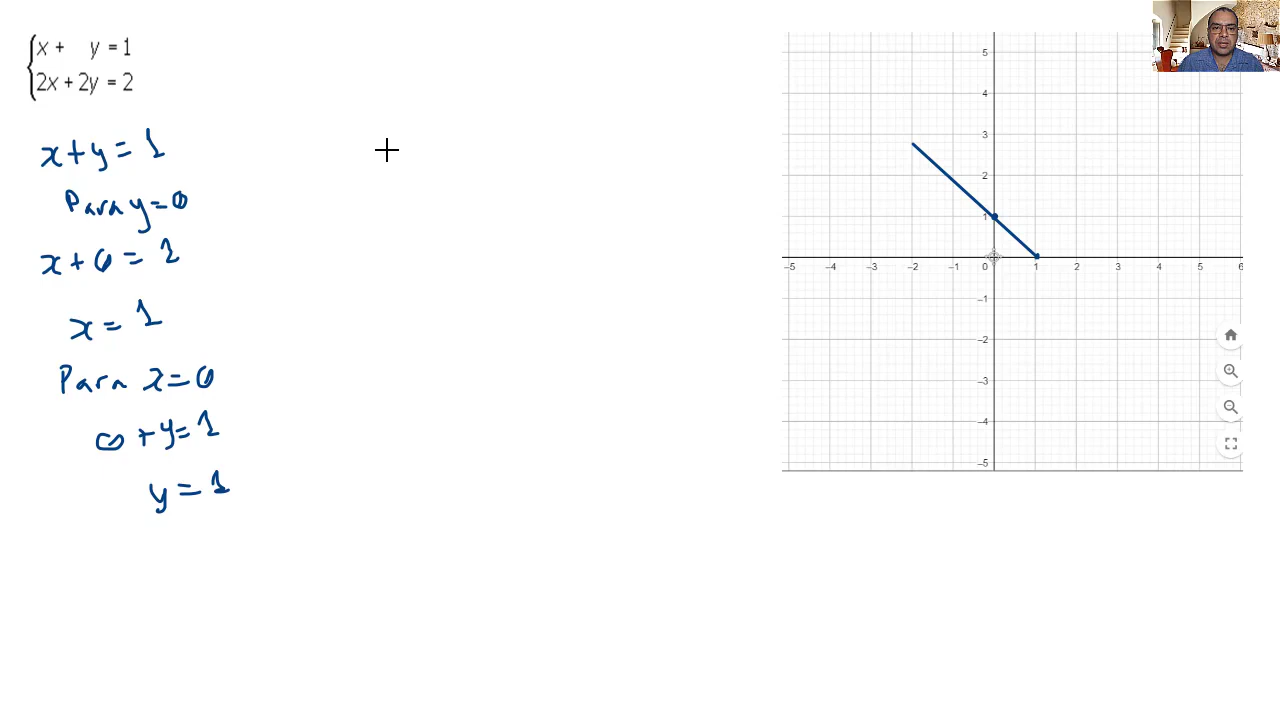 x + y = 1
2x + 2y = 2
x + y = 1
Para y = 0
x + 0 = 1
x = 1
Para x = 0
0 + y = 1
y = 1
5
4
3
2
1
-5 -4 -3 -2 -1 0 1 2 3 4 5 6
-1
-2
-3
-4
-5